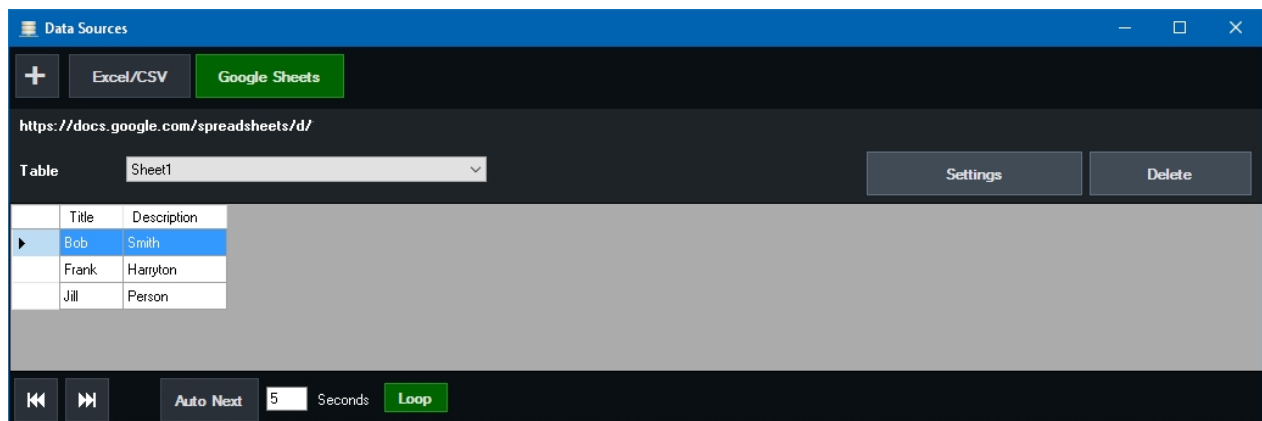 Data Sources
Excel/CSV Google Sheets
https://docs.google.com/spreadsheets/d/
Table Sheet1 Settings Delete
Title Description
Bob Smith
Frank Harryton
Jill Person
Auto Next 5 Seconds Loop